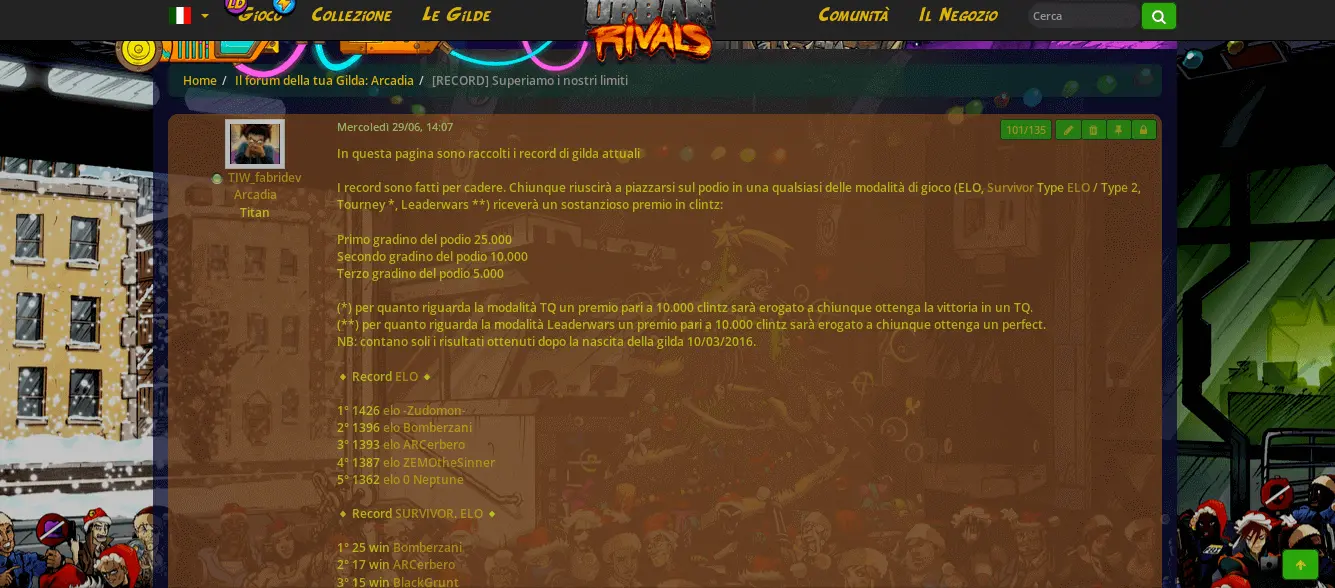 Gioco
Collezione
Le Gilde
URBAN
RIVALS
Comunità
Il Negozio
Cerca
Home / Il forum della tua Gilda: Arcadia / [RECORD] Superiamo i nostri limiti
TIW_fabridev
Arcadia
Titan
Mercoledì 29/06, 14:07
101/135
In questa pagina sono raccolti i record di gilda attuali
I record sono fatti per cadere. Chiunque riuscirà a piazzarsi sul podio in una qualsiasi delle modalità di gioco (ELO, Survivor Type ELO / Type 2,
Tourney *, Leaderwars **) riceverà un sostanzioso premio in clintz:
Primo gradino del podio 25.000
Secondo gradino del podio 10.000
Terzo gradino del podio 5.000
(*) per quanto riguarda la modalità TQ un premio pari a 10.000 clintz sarà erogato a chiunque ottenga la vittoria in un TQ.
(**) per quanto riguarda la modalità Leaderwars un premio pari a 10.000 clintz sarà erogato a chiunque ottenga un perfect.
NB: contano soli i risultati ottenuti dopo la nascita della gilda 10/03/2016.
♦ Record ELO ♦
1° 1426 elo -Zudomon-
2° 1396 elo Bomberzani
3° 1393 elo ARCerbero
4° 1387 elo ZEMOtheSinner
5° 1362 elo 0 Neptune
♦ Record SURVIVOR. ELO ♦
1° 25 win Bomberzani
2° 17 win ARCerbero
3° 15 win BlackGrunt